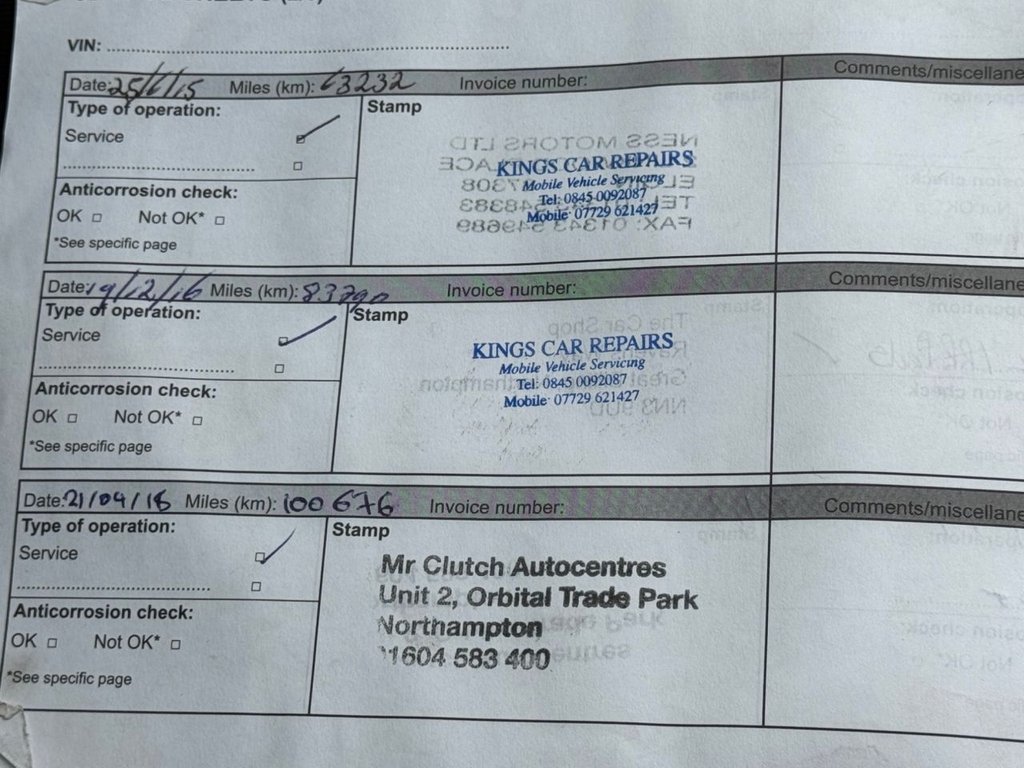 VIN:
Date: 25/6/15 Miles (km): 63232 Invoice number: Comments/miscellane
Type of operation: Stamp
Service
Anticorrosion check:
OK Not OK*
*See specific page
KINGS CAR REPAIRS
Mobile Vehicle Servicing
Tel: 0845 0092087
Mobile: 07729 621427
Date: 19/12/16 Miles (km): 83790 Invoice number: Comments/miscellane
Type of operation: Stamp
Service
Anticorrosion check:
OK Not OK*
*See specific page
KINGS CAR REPAIRS
Mobile Vehicle Servicing
Tel: 0845 0092087
Mobile: 07729 621427
Date: 21/04/18 Miles (km): 100 676 Invoice number: Comments/miscellane
Type of operation: Stamp
Service
Anticorrosion check:
OK Not OK*
*See specific page
Mr Clutch Autocentres
Unit 2, Orbital Trade Park
Northampton
1604 583 400